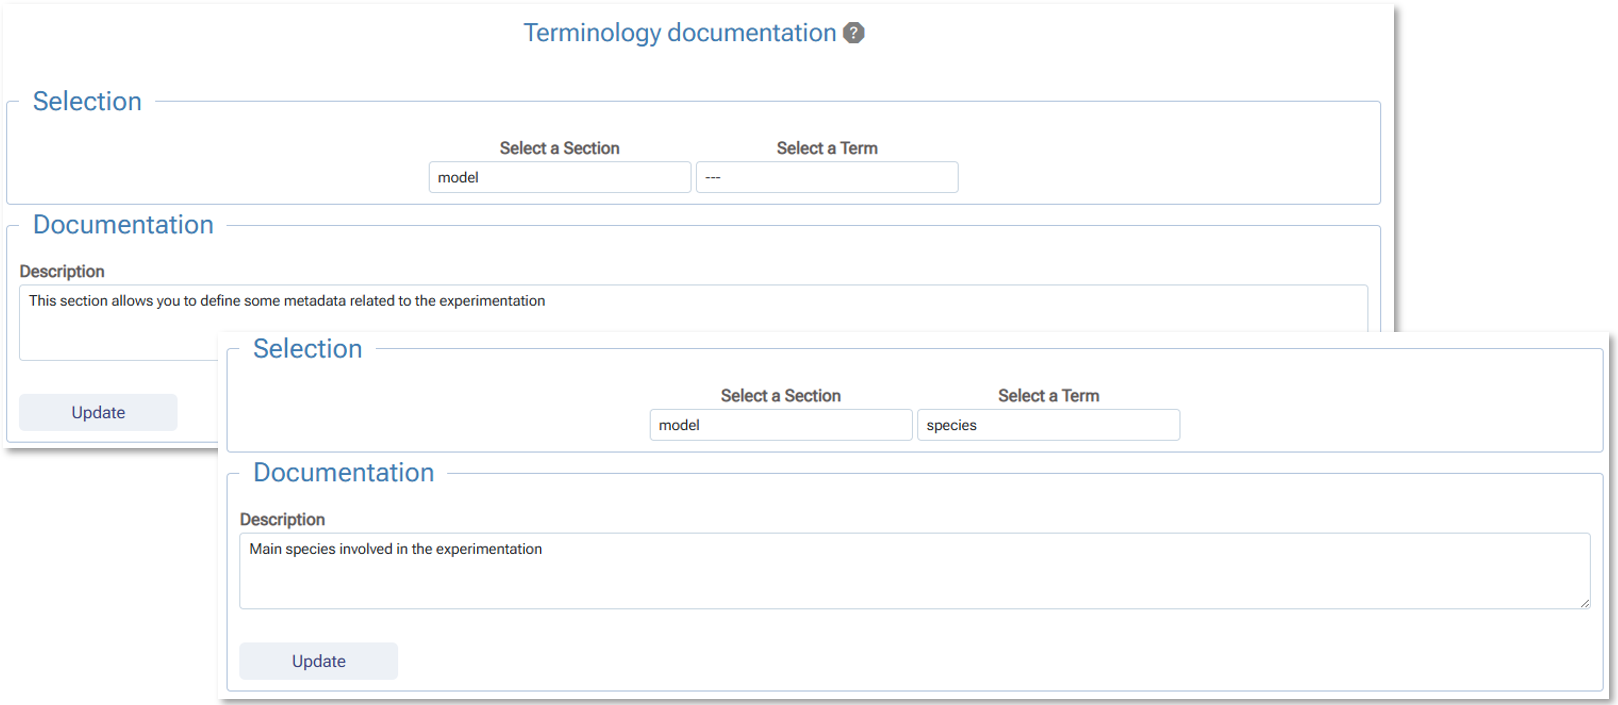 Terminology documentation ?
Selection
Select a Section Select a Term
model ---
Documentation
Description
This section allows you to define some metadada related to the experimentation
Update
Selection
Select a Section Select a Term
model species
Documentation
Description
Main species involved in the experimentation
Update